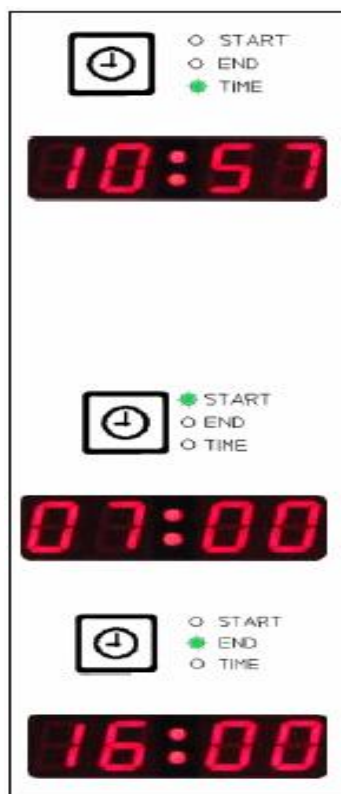 START
END
TIME
10:57
START
END
TIME
07:00
START
END
TIME
16:00